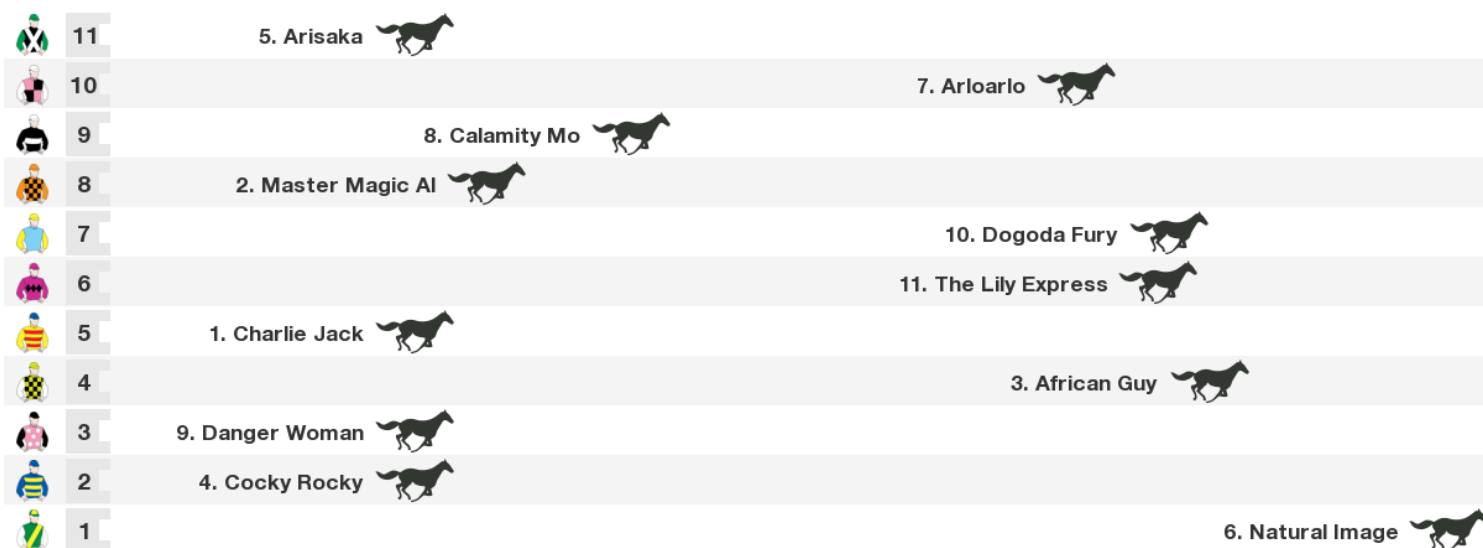 11 5. Arisaka
10 7. Arloarlo
9 8. Calamity Mo
8 2. Master Magic Al
7 10. Dogoda Fury
6 11. The Lily Express
5 1. Charlie Jack
4 3. African Guy
3 9. Danger Woman
2 4. Cocky Rocky
1 6. Natural Image